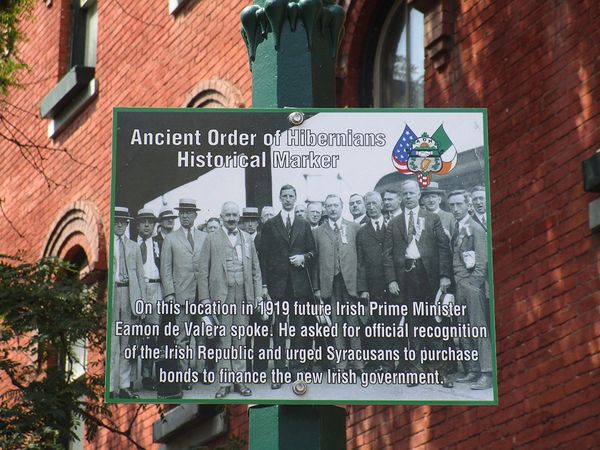 Ancient Order of Hibernians
Historical Marker
On this location in 1919 future Irish Prime Minister
Eamon de Valera spoke. He asked for official recognition
of the Irish Republic and urged Syracusans to purchase
bonds to finance the new Irish government.